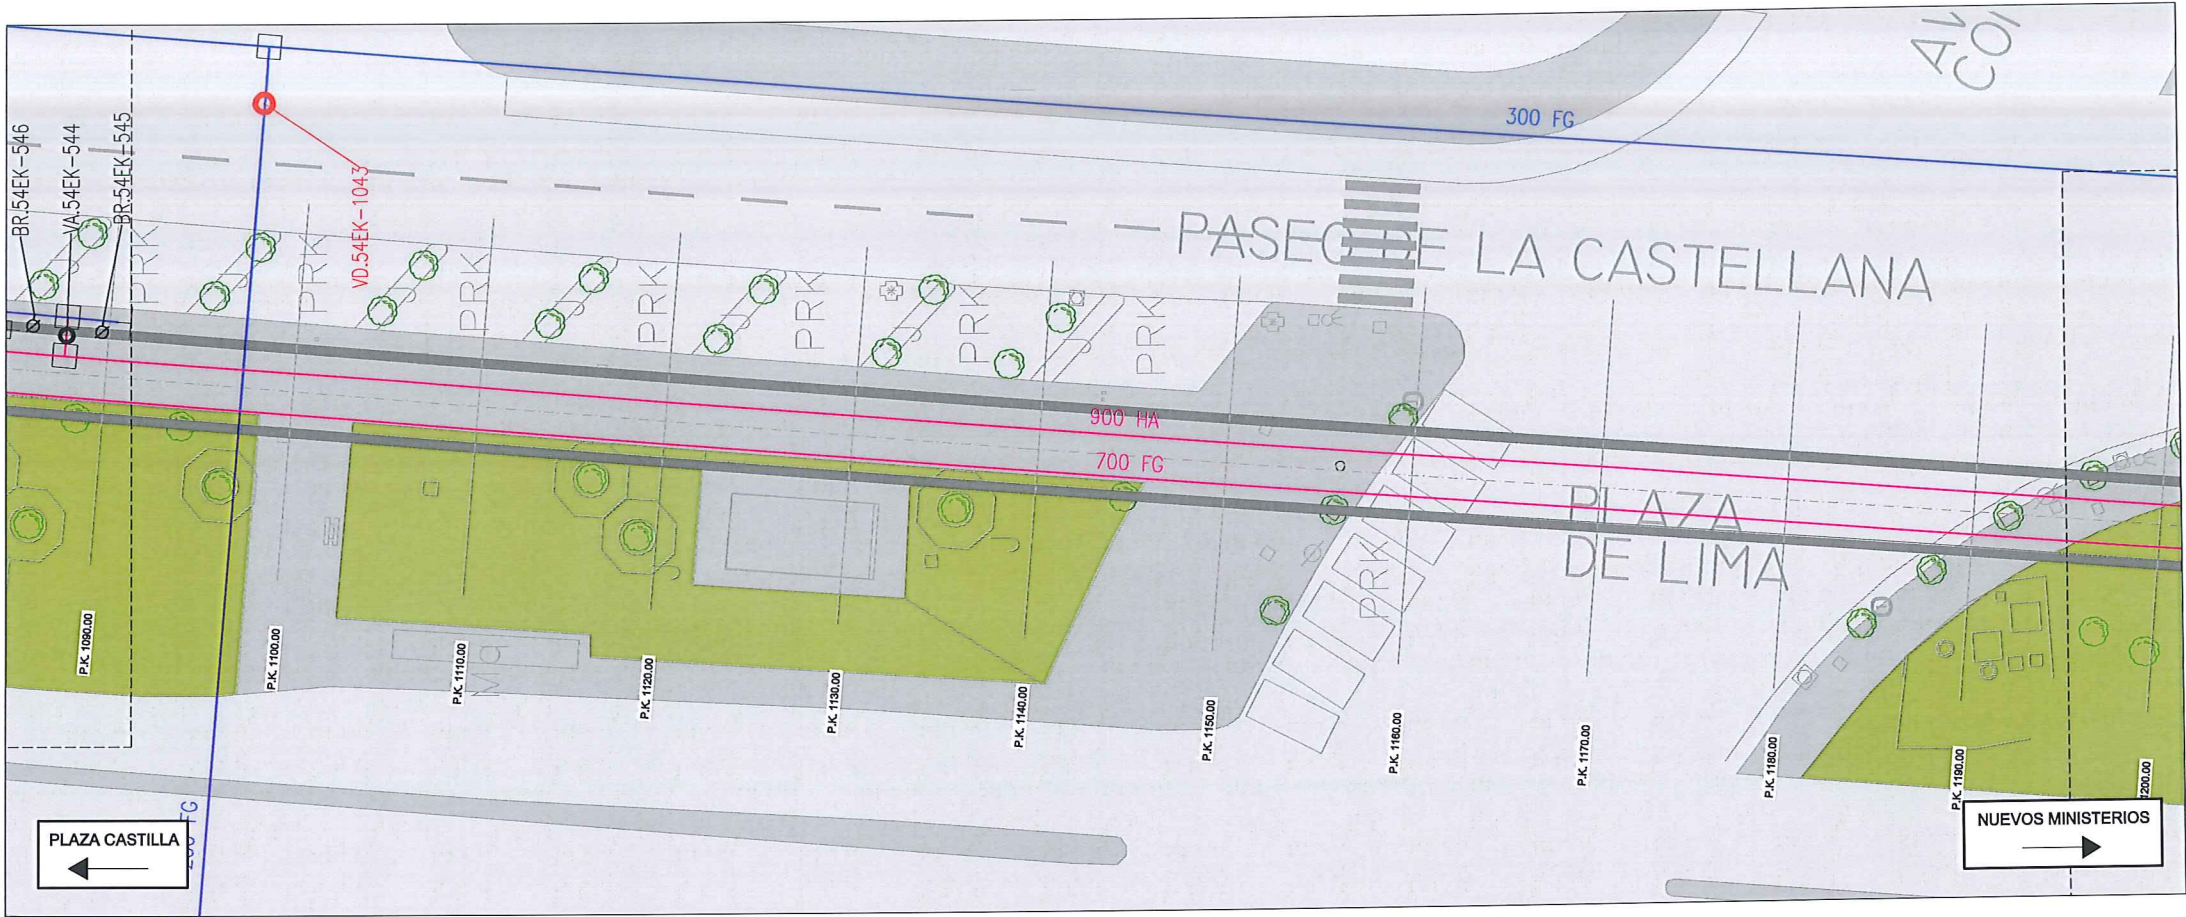 AV
COI
300 FG
BR.54EK-546
VA.54EK-544
BR.54EK-545
VD.54EK-1043
PASEO DE LA CASTELLANA
PRK
PRK
PRK
PRK
PRK
PRK
PRK
900 HA
700 FG
PLAZA
DE LIMA
PRK
P.K. 1090.00
P.K. 1100.00
P.K. 1110.00
P.K. 1120.00
P.K. 1130.00
P.K. 1140.00
P.K. 1150.00
P.K. 1160.00
P.K. 1170.00
P.K. 1180.00
P.K. 1190.00
1200.00
FG
PLAZA CASTILLA
NUEVOS MINISTERIOS